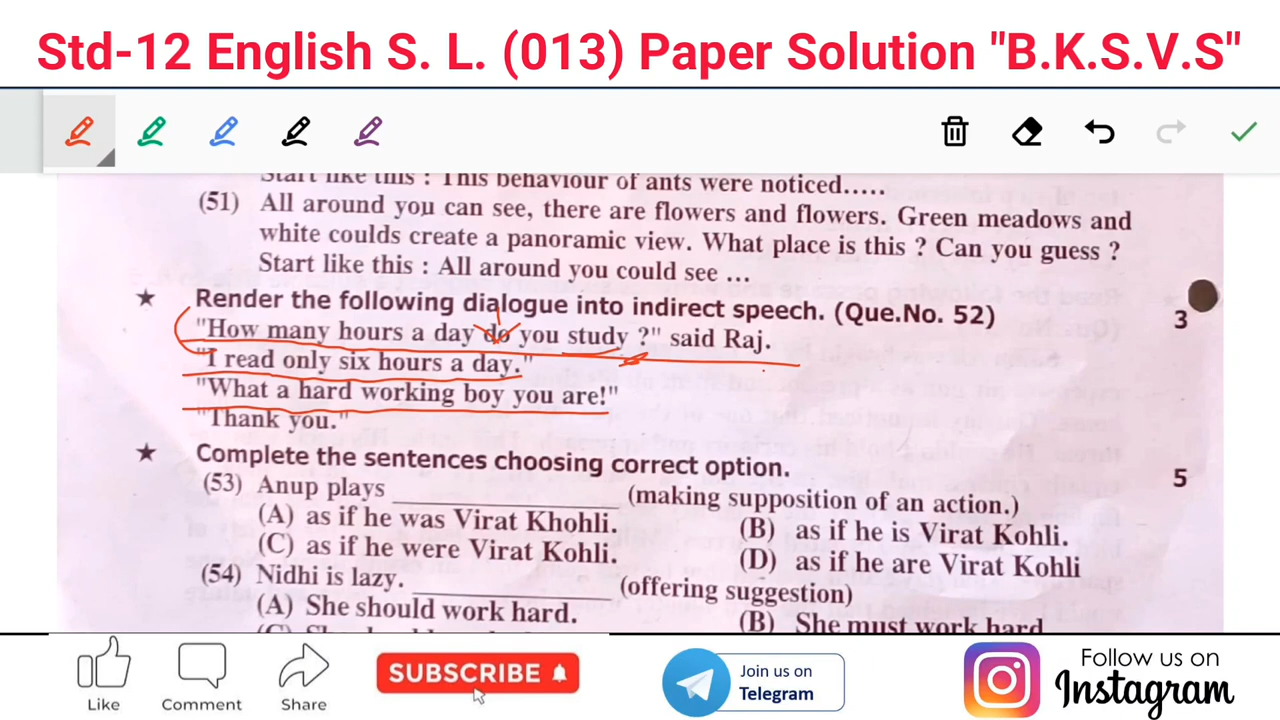 Std-12 English S. L. (013) Paper Solution "B.K.S.V.S"
Start like this : This behaviour of ants were noticed.....
(51) All around you can see, there are flowers and flowers. Green meadows and
white coulds create a panoramic view. What place is this ? Can you guess ?
Start like this : All around you could see ...
★ Render the following dialogue into indirect speech. (Que.No. 52) 3
"How many hours a day do you study ?" said Raj.
"I read only six hours a day."
"What a hard working boy you are!"
"Thank you."
★ Complete the sentences choosing correct option. 5
(53) Anup plays ____________ (making supposition of an action.)
(A) as if he was Virat Khohli. (B) as if he is Virat Kohli.
(C) as if he were Virat Kohli. (D) as if he are Virat Kohli
(54) Nidhi is lazy. ____________ (offering suggestion)
(A) She should work hard. (B) She must work hard
Like Comment Share
SUBSCRIBE
Join us on
Telegram
Follow us on
Instagram